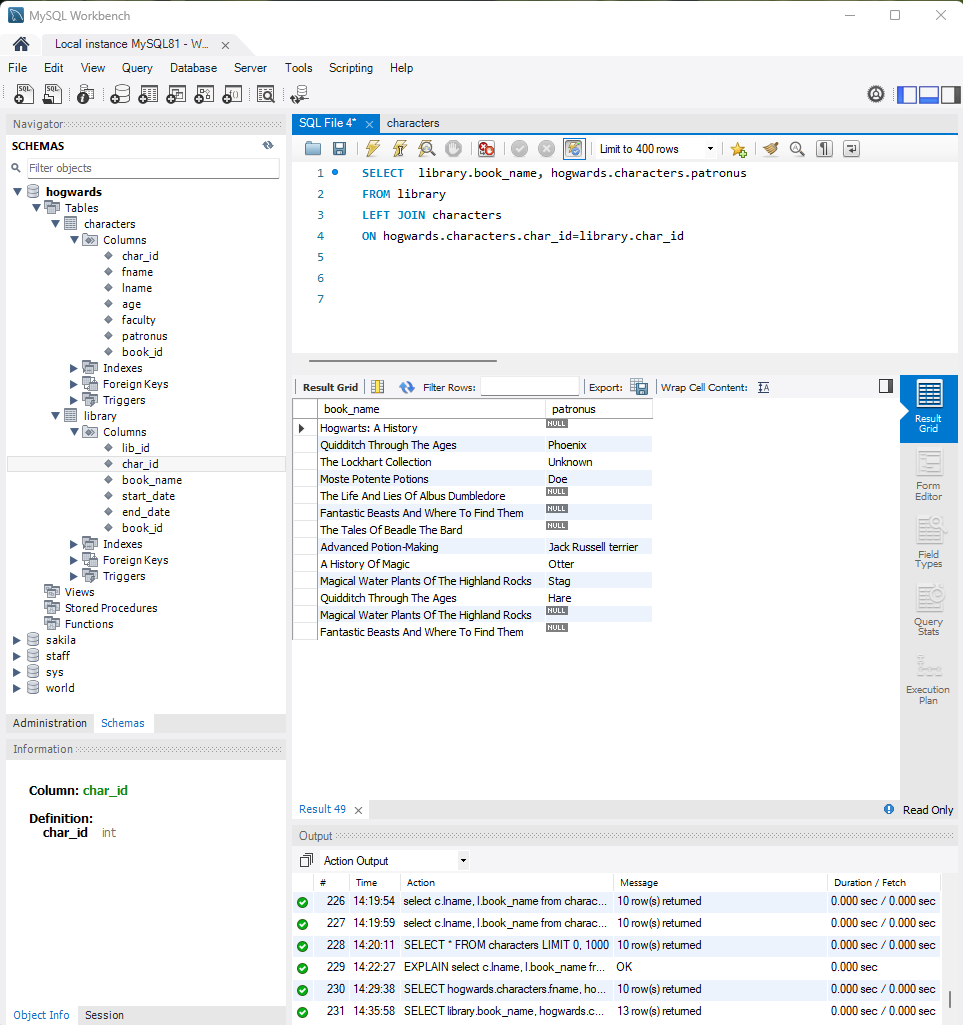 MySQL Workbench
Local instance MySQL81 - W...
File Edit View Query Database Server Tools Scripting Help
Navigator
SCHEMAS
Filter objects
hogwards
Tables
characters
Columns
char_id
fname
lname
age
faculty
patronus
book_id
Indexes
Foreign Keys
Triggers
library
Columns
lib_id
char_id
book_name
start_date
end_date
book_id
Indexes
Foreign Keys
Triggers
Views
Stored Procedures
Functions
sakila
staff
sys
world
Administration Schemas
Information
Column: char_id
Definition:
char_id int
Object Info Session
SQL File 4* characters
Limit to 400 rows
1 SELECT library.book_name, hogwards.characters.patronus
2 FROM library
3 LEFT JOIN characters
4 ON hogwards.characters.char_id=library.char_id
5
6
7
Result Grid Filter Rows: Export: Wrap Cell Content:
book_name patronus
Hogwarts: A History NULL
Quidditch Through The Ages Phoenix
The Lockhart Collection Unknown
Moste Potente Potions Doe
The Life And Lies Of Albus Dumbledore NULL
Fantastic Beasts And Where To Find Them NULL
The Tales Of Beadle The Bard NULL
Advanced Potion-Making Jack Russell terrier
A History Of Magic Otter
Magical Water Plants Of The Highland Rocks Stag
Quidditch Through The Ages Hare
Magical Water Plants Of The Highland Rocks NULL
Fantastic Beasts And Where To Find Them NULL
Result
Grid
Form
Editor
Field
Types
Query
Stats
Execution
Plan
Result 49 Read Only
Output
Action Output
# Time Action Message Duration / Fetch
226 14:19:54 select c.lname, l.book_name from charac... 10 row(s) returned 0.000 sec / 0.000 sec
227 14:19:59 select c.lname, l.book_name from charac... 10 row(s) returned 0.000 sec / 0.000 sec
228 14:20:11 SELECT * FROM characters LIMIT 0, 1000 10 row(s) returned 0.000 sec / 0.000 sec
229 14:22:27 EXPLAIN select c.lname, l.book_name fr... OK 0.000 sec
230 14:29:38 SELECT hogwards.characters.fname, ho... 10 row(s) returned 0.000 sec / 0.000 sec
231 14:35:58 SELECT library.book_name, hogwards.c... 13 row(s) returned 0.000 sec / 0.000 sec